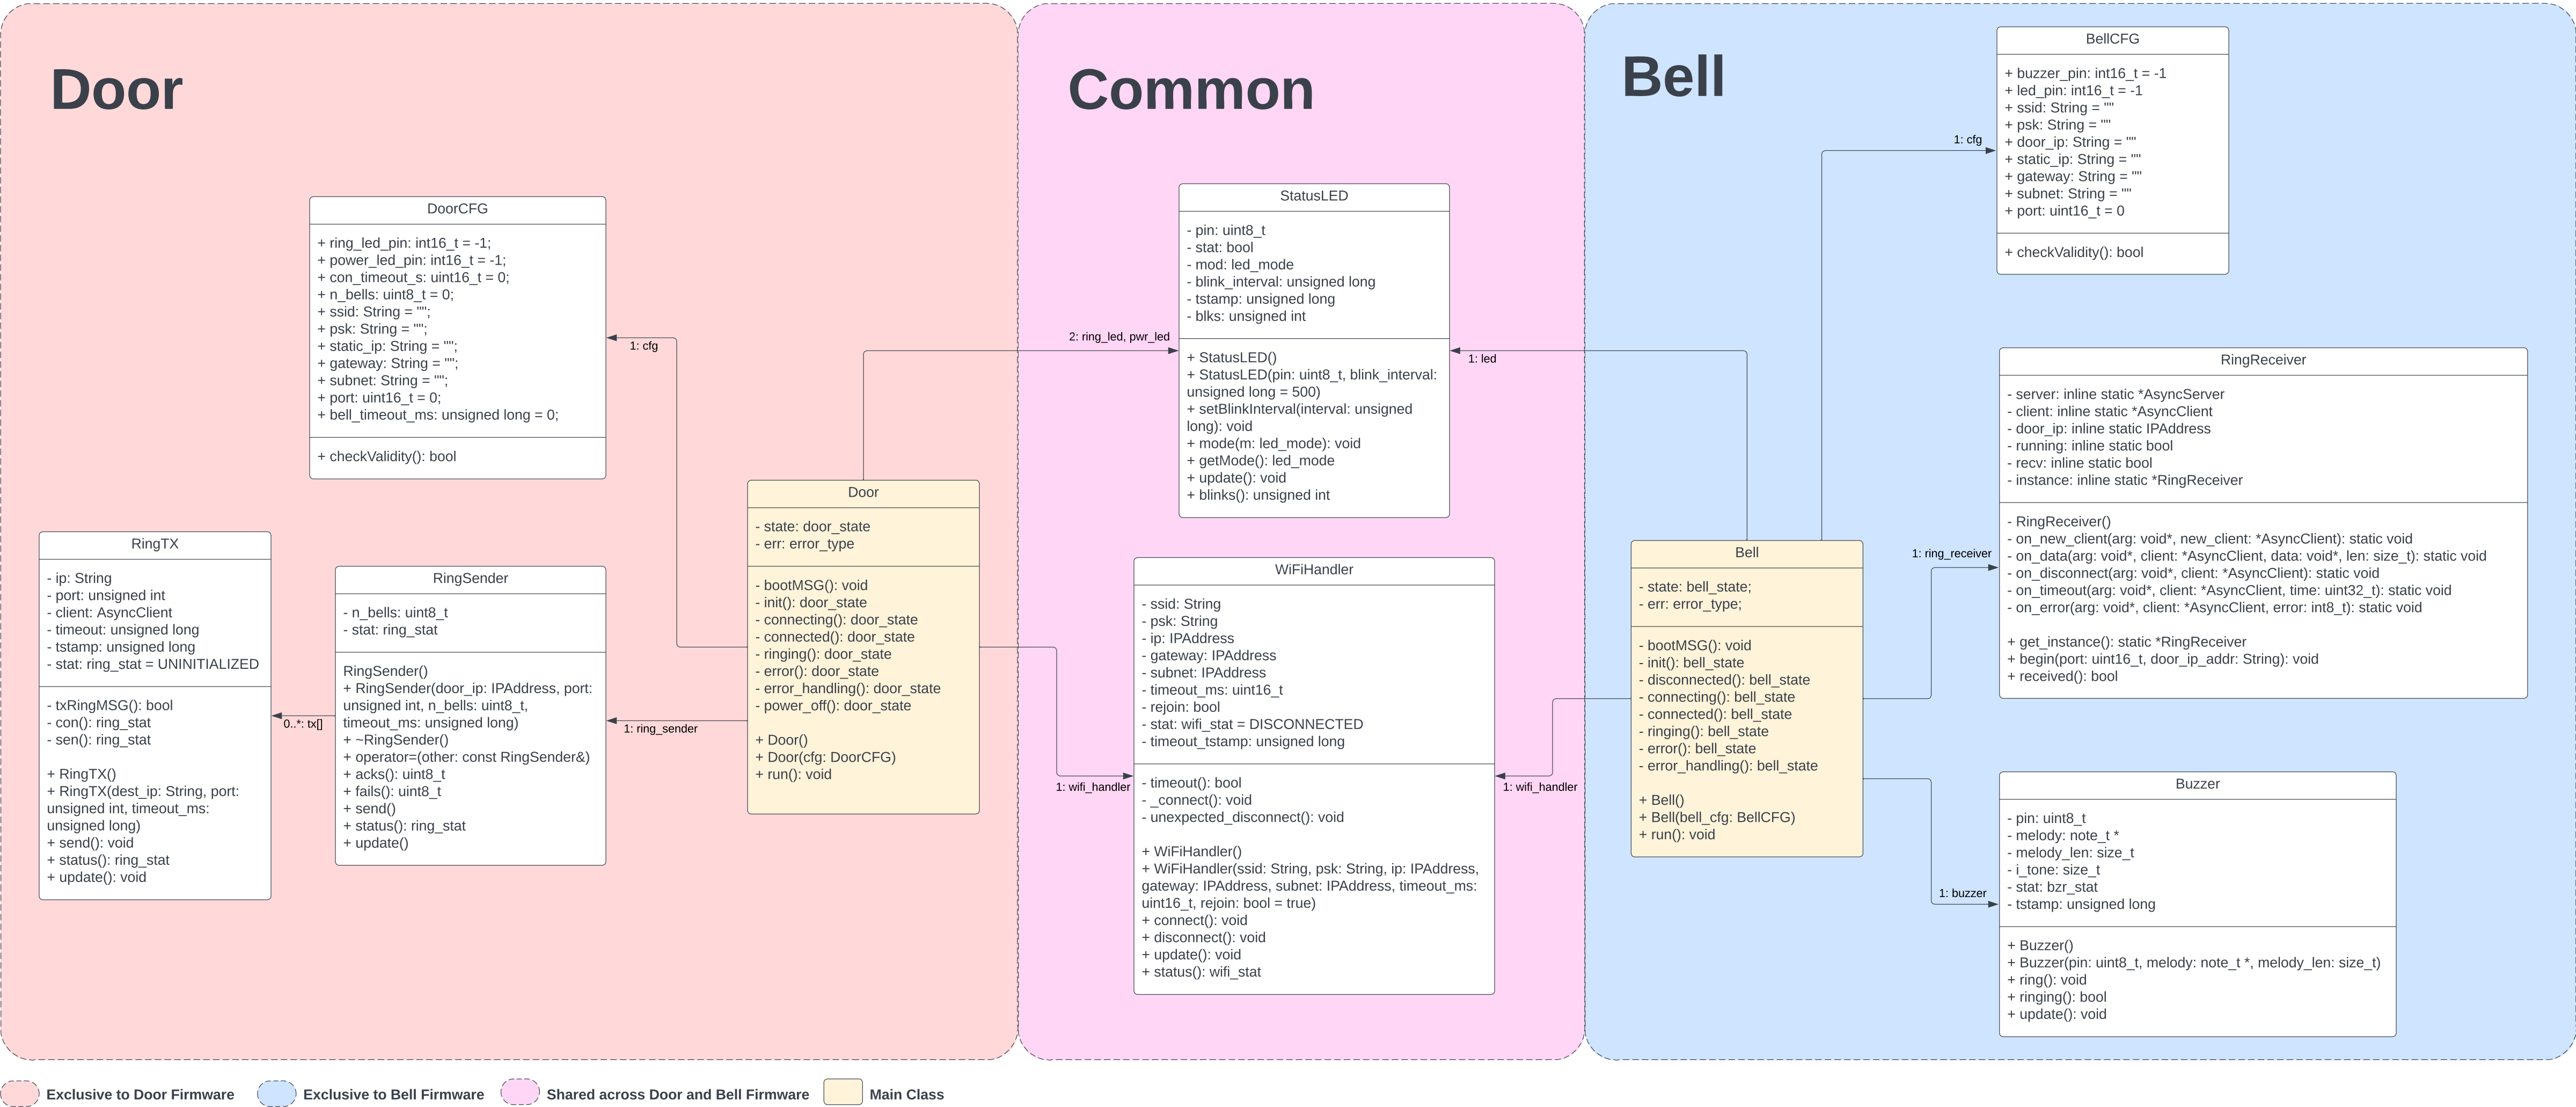 Door
DoorCFG
+ ring_led_pin: int16_t = -1;
+ power_led_pin: int16_t = -1;
+ con_timeout_s: uint16_t = 0;
+ n_bells: uint8_t = 0;
+ ssid: String = "";
+ psk: String = "";
+ static_ip: String = "";
+ gateway: String = "";
+ subnet: String = "";
+ port: uint16_t = 0;
+ bell_timeout_ms: unsigned long = 0;
+ checkValidity(): bool
1: cfg
RingTX
- ip: String
- port: unsigned int
- client: AsyncClient
- timeout: unsigned long
- tstamp: unsigned long
- stat: ring_stat = UNINITIALIZED
- txRingMSG(): bool
- con(): ring_stat
- sen(): ring_stat
+ RingTX()
+ RingTX(dest_ip: String, port:
unsigned int, timeout_ms:
unsigned long)
+ send(): void
+ status(): ring_stat
+ update(): void
0..*: tx[]
RingSender
- n_bells: uint8_t
- stat: ring_stat
RingSender()
+ RingSender(door_ip: IPAddress, port:
unsigned int, n_bells: uint8_t,
timeout_ms: unsigned long)
+ ~RingSender()
+ operator=(other: const RingSender&)
+ acks(): uint8_t
+ fails(): uint8_t
+ send()
+ status(): ring_stat
+ update()
1: ring_sender
Door
- state: door_state
- err: error_type
- bootMSG(): void
- init(): door_state
- connecting(): door_state
- connected(): door_state
- ringing(): door_state
- error(): door_state
- error_handling(): door_state
- power_off(): door_state
+ Door()
+ Door(cfg: DoorCFG)
+ run(): void
Common
2: ring_led, pwr_led
StatusLED
- pin: uint8_t
- stat: bool
- mod: led_mode
- blink_interval: unsigned long
- tstamp: unsigned long
- blks: unsigned int
+ StatusLED()
+ StatusLED(pin: uint8_t, blink_interval:
unsigned long = 500)
+ setBlinkInterval(interval: unsigned
long): void
+ mode(m: led_mode): void
+ getMode(): led_mode
+ update(): void
+ blinks(): unsigned int
1: led
WiFiHandler
- ssid: String
- psk: String
- ip: IPAddress
- gateway: IPAddress
- subnet: IPAddress
- timeout_ms: uint16_t
- rejoin: bool
- stat: wifi_stat = DISCONNECTED
- timeout_tstamp: unsigned long
- timeout(): bool
- _connect(): void
- unexpected_disconnect(): void
+ WiFiHandler()
+ WiFiHandler(ssid: String, psk: String, ip: IPAddress,
gateway: IPAddress, subnet: IPAddress, timeout_ms:
uint16_t, rejoin: bool = true)
+ connect(): void
+ disconnect(): void
+ update(): void
+ status(): wifi_stat
1: wifi_handler
1: wifi_handler
Bell
BellCFG
+ buzzer_pin: int16_t = -1
+ led_pin: int16_t = -1
+ ssid: String = ""
+ psk: String = ""
+ door_ip: String = ""
+ static_ip: String = ""
+ gateway: String = ""
+ subnet: String = ""
+ port: uint16_t = 0
+ checkValidity(): bool
1: cfg
Bell
- state: bell_state;
- err: error_type;
- bootMSG(): void
- init(): bell_state
- disconnected(): bell_state
- connecting(): bell_state
- connected(): bell_state
- ringing(): bell_state
- error(): bell_state
- error_handling(): bell_state
+ Bell()
+ Bell(bell_cfg: BellCFG)
+ run(): void
1: ring_receiver
RingReceiver
- server: inline static *AsyncServer
- client: inline static *AsyncClient
- door_ip: inline static IPAddress
- running: inline static bool
- recv: inline static bool
- instance: inline static *RingReceiver
- RingReceiver()
- on_new_client(arg: void*, new_client: *AsyncClient): static void
- on_data(arg: void*, client: *AsyncClient, data: void*, len: size_t): static void
- on_disconnect(arg: void*, client: *AsyncClient): static void
- on_timeout(arg: void*, client: *AsyncClient, time: uint32_t): static void
- on_error(arg: void*, client: *AsyncClient, error: int8_t): static void
+ get_instance(): static *RingReceiver
+ begin(port: uint16_t, door_ip_addr: String): void
+ received(): bool
1: buzzer
Buzzer
- pin: uint8_t
- melody: note_t *
- melody_len: size_t
- i_tone: size_t
- stat: bzr_stat
- tstamp: unsigned long
+ Buzzer()
+ Buzzer(pin: uint8_t, melody: note_t *, melody_len: size_t)
+ ring(): void
+ ringing(): bool
+ update(): void
Exclusive to Door Firmware
Exclusive to Bell Firmware
Shared across Door and Bell Firmware
Main Class